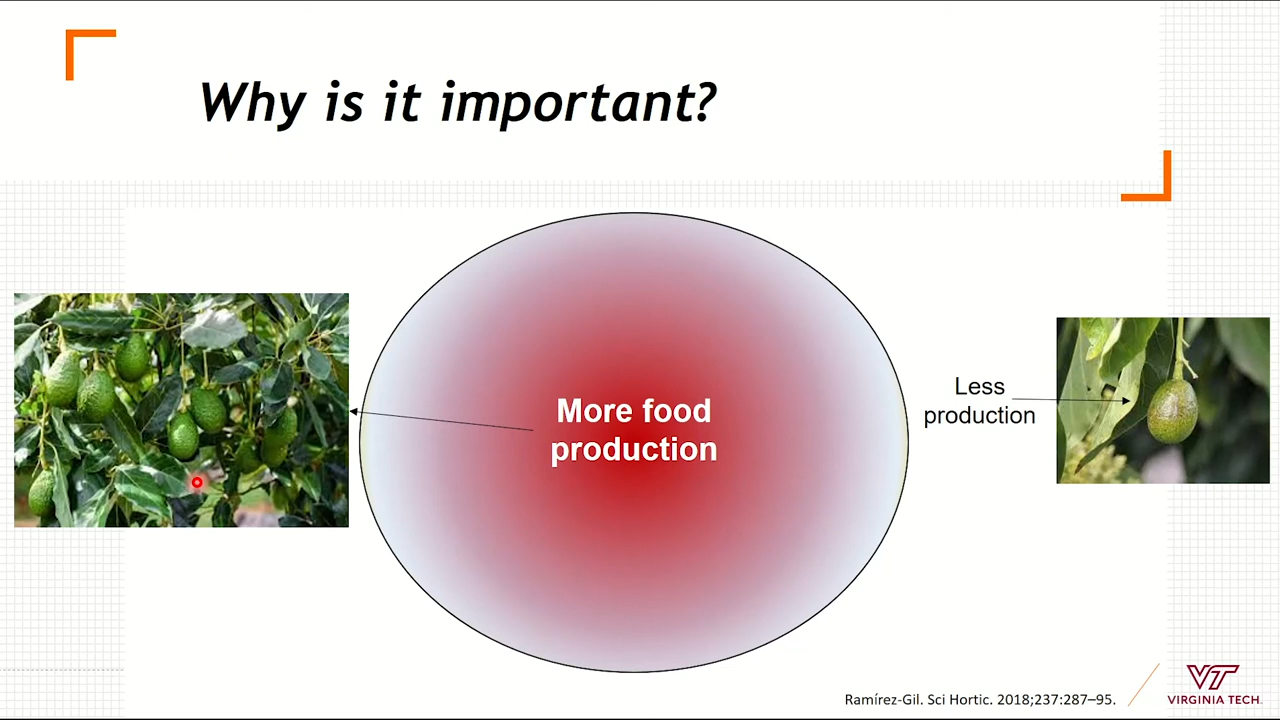 Why is it important?
More food
production
Less
production
Ramírez-Gil. Sci Hortic. 2018;237:287–95.
VT
VIRGINIA TECH.